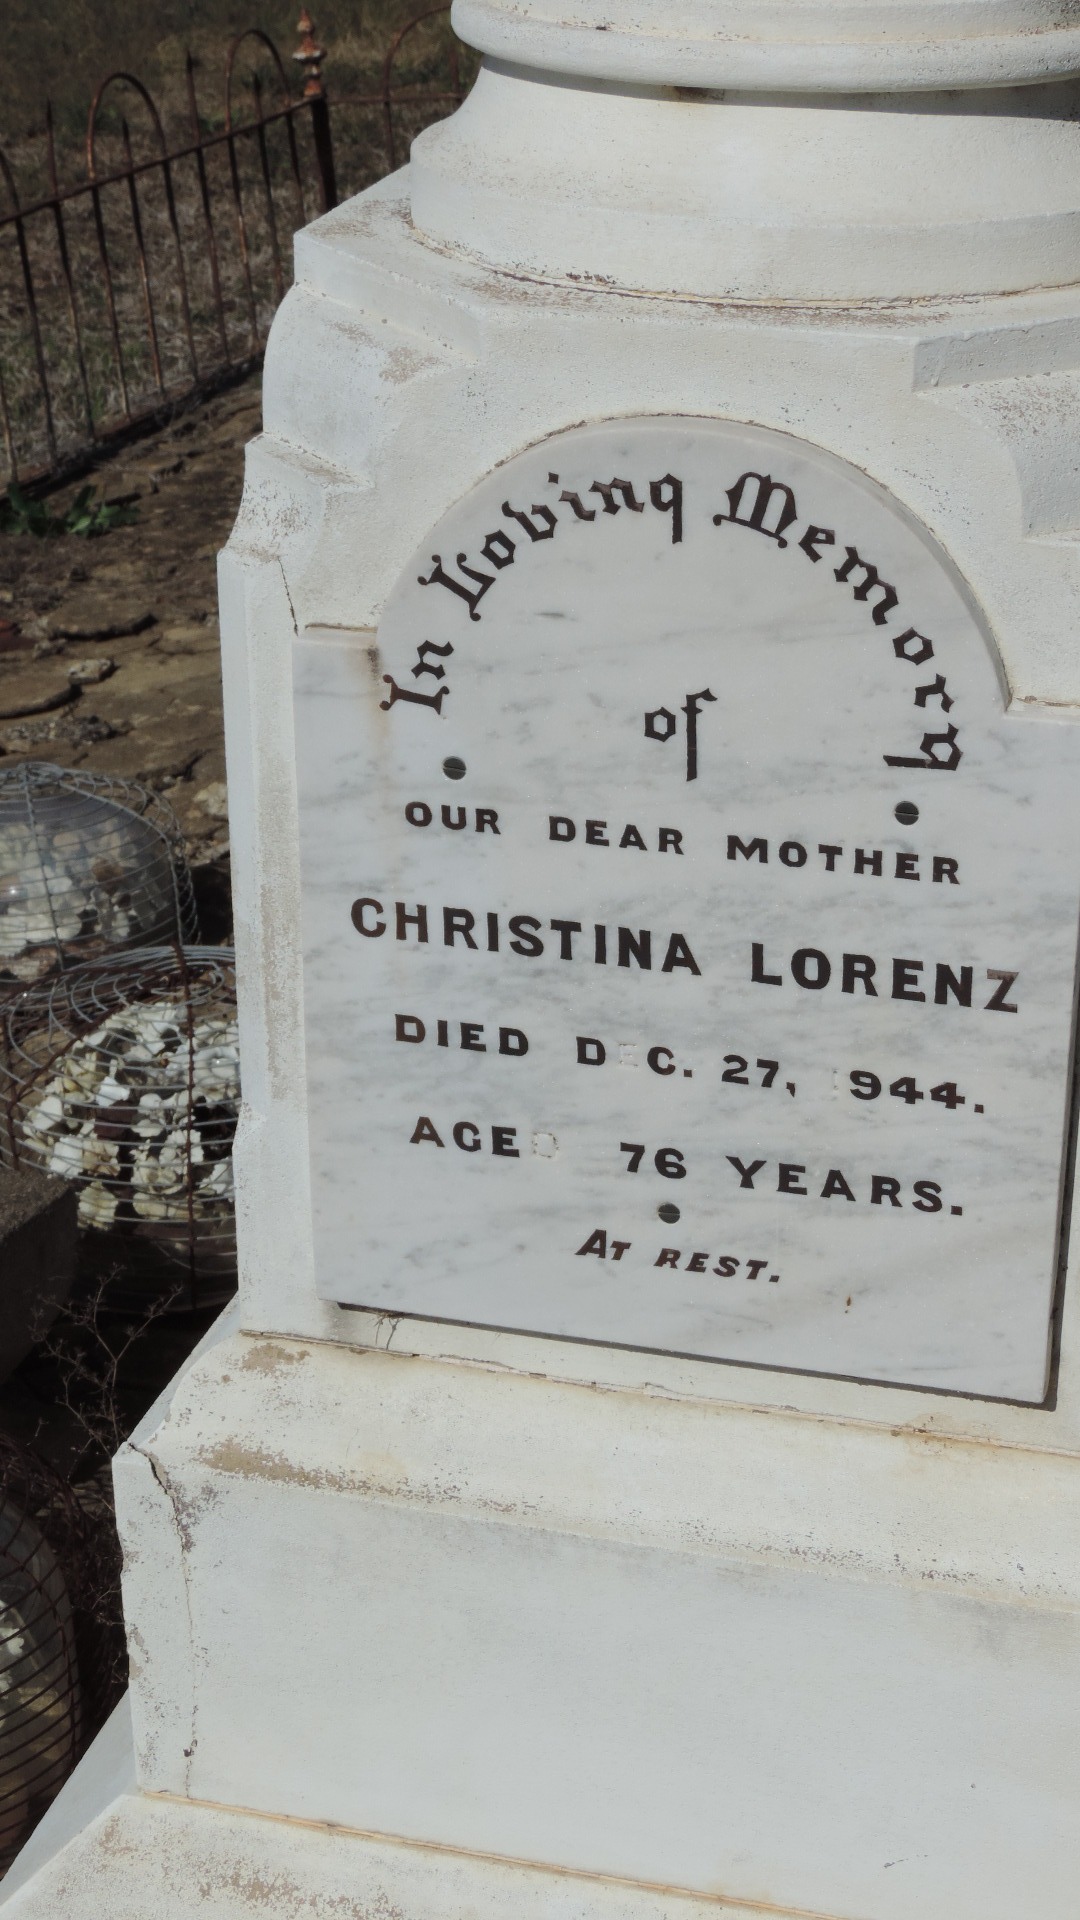 In Loving Memory
of
OUR DEAR MOTHER
CHRISTINA LORENZ
DIED DEC. 27, 1944.
AGED 76 YEARS.
AT REST.